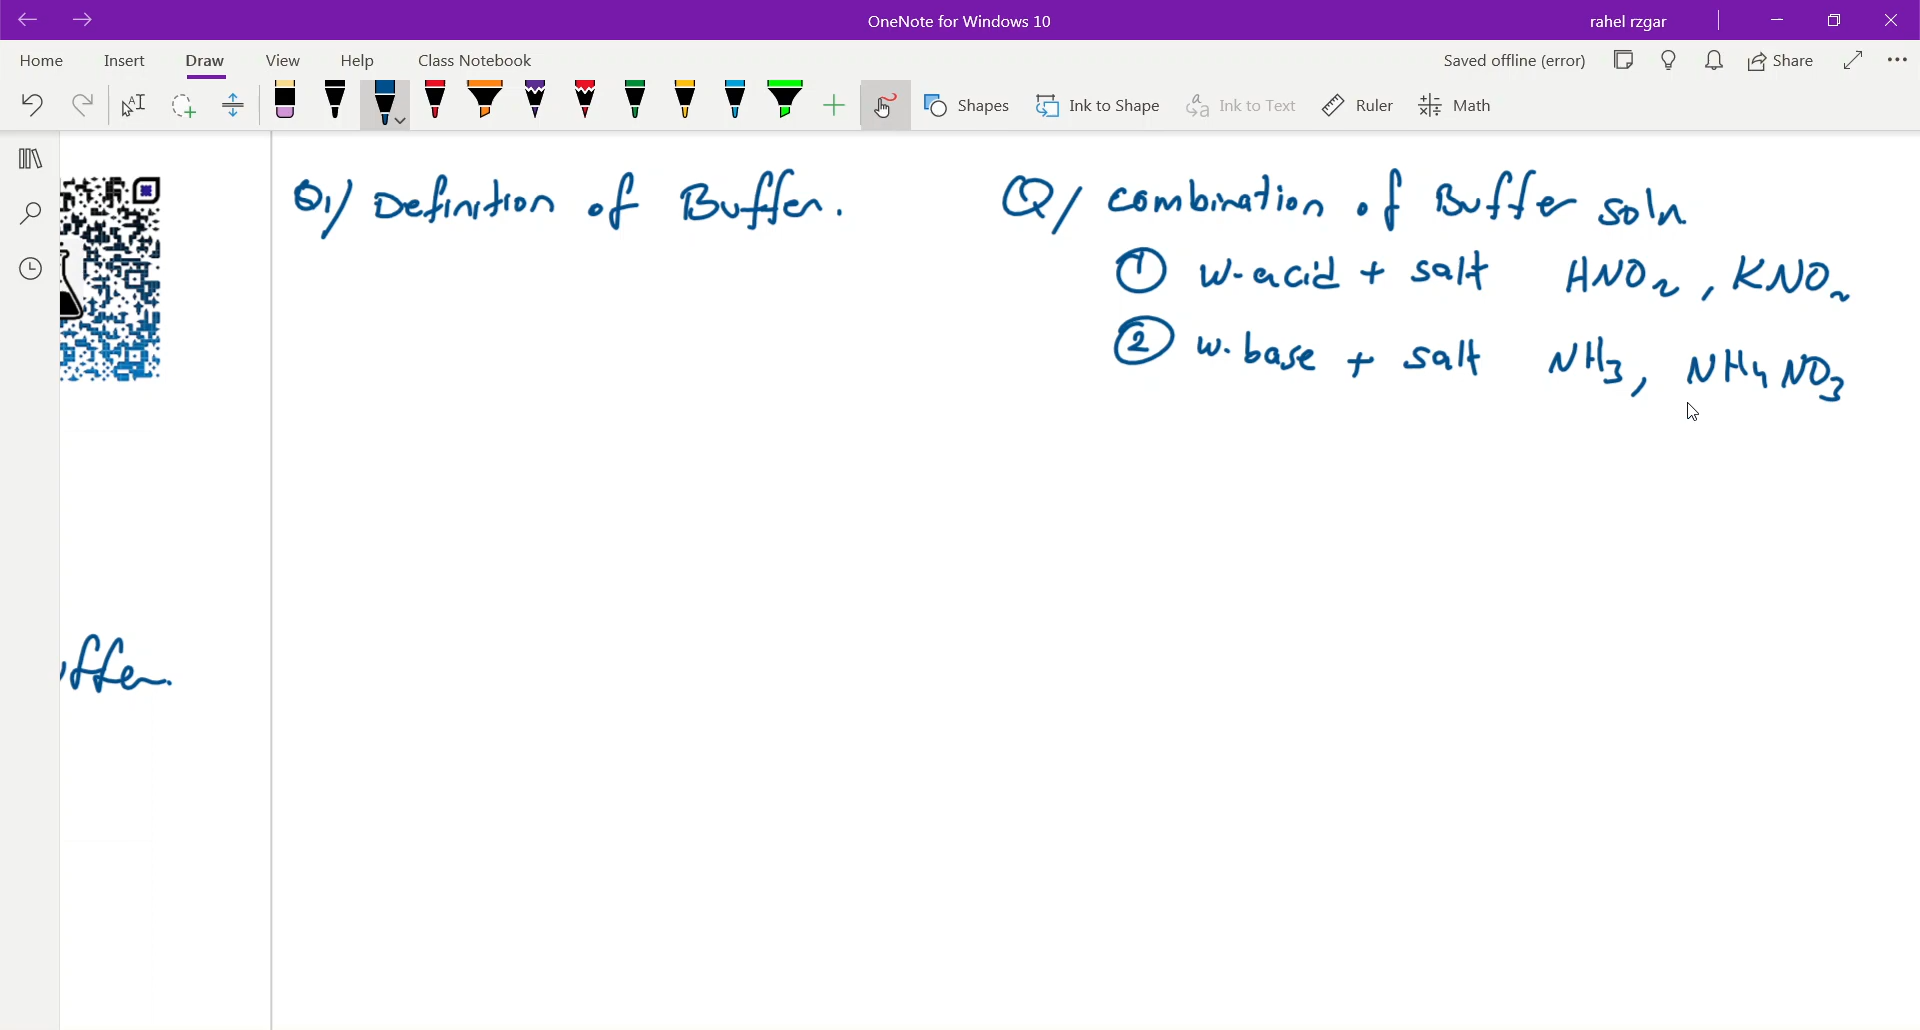 OneNote for Windows 10
rahel rzgar
Home Insert Draw View Help Class Notebook
Saved offline (error) Share
Shapes Ink to Shape Ink to Text Ruler Math
Q1/ Definition of Buffer.
Q/ combination of Buffer soln
① w-acid + salt HNO₂, KNO₂
② w. base + salt NH₃, NH₄NO₃
uffer.